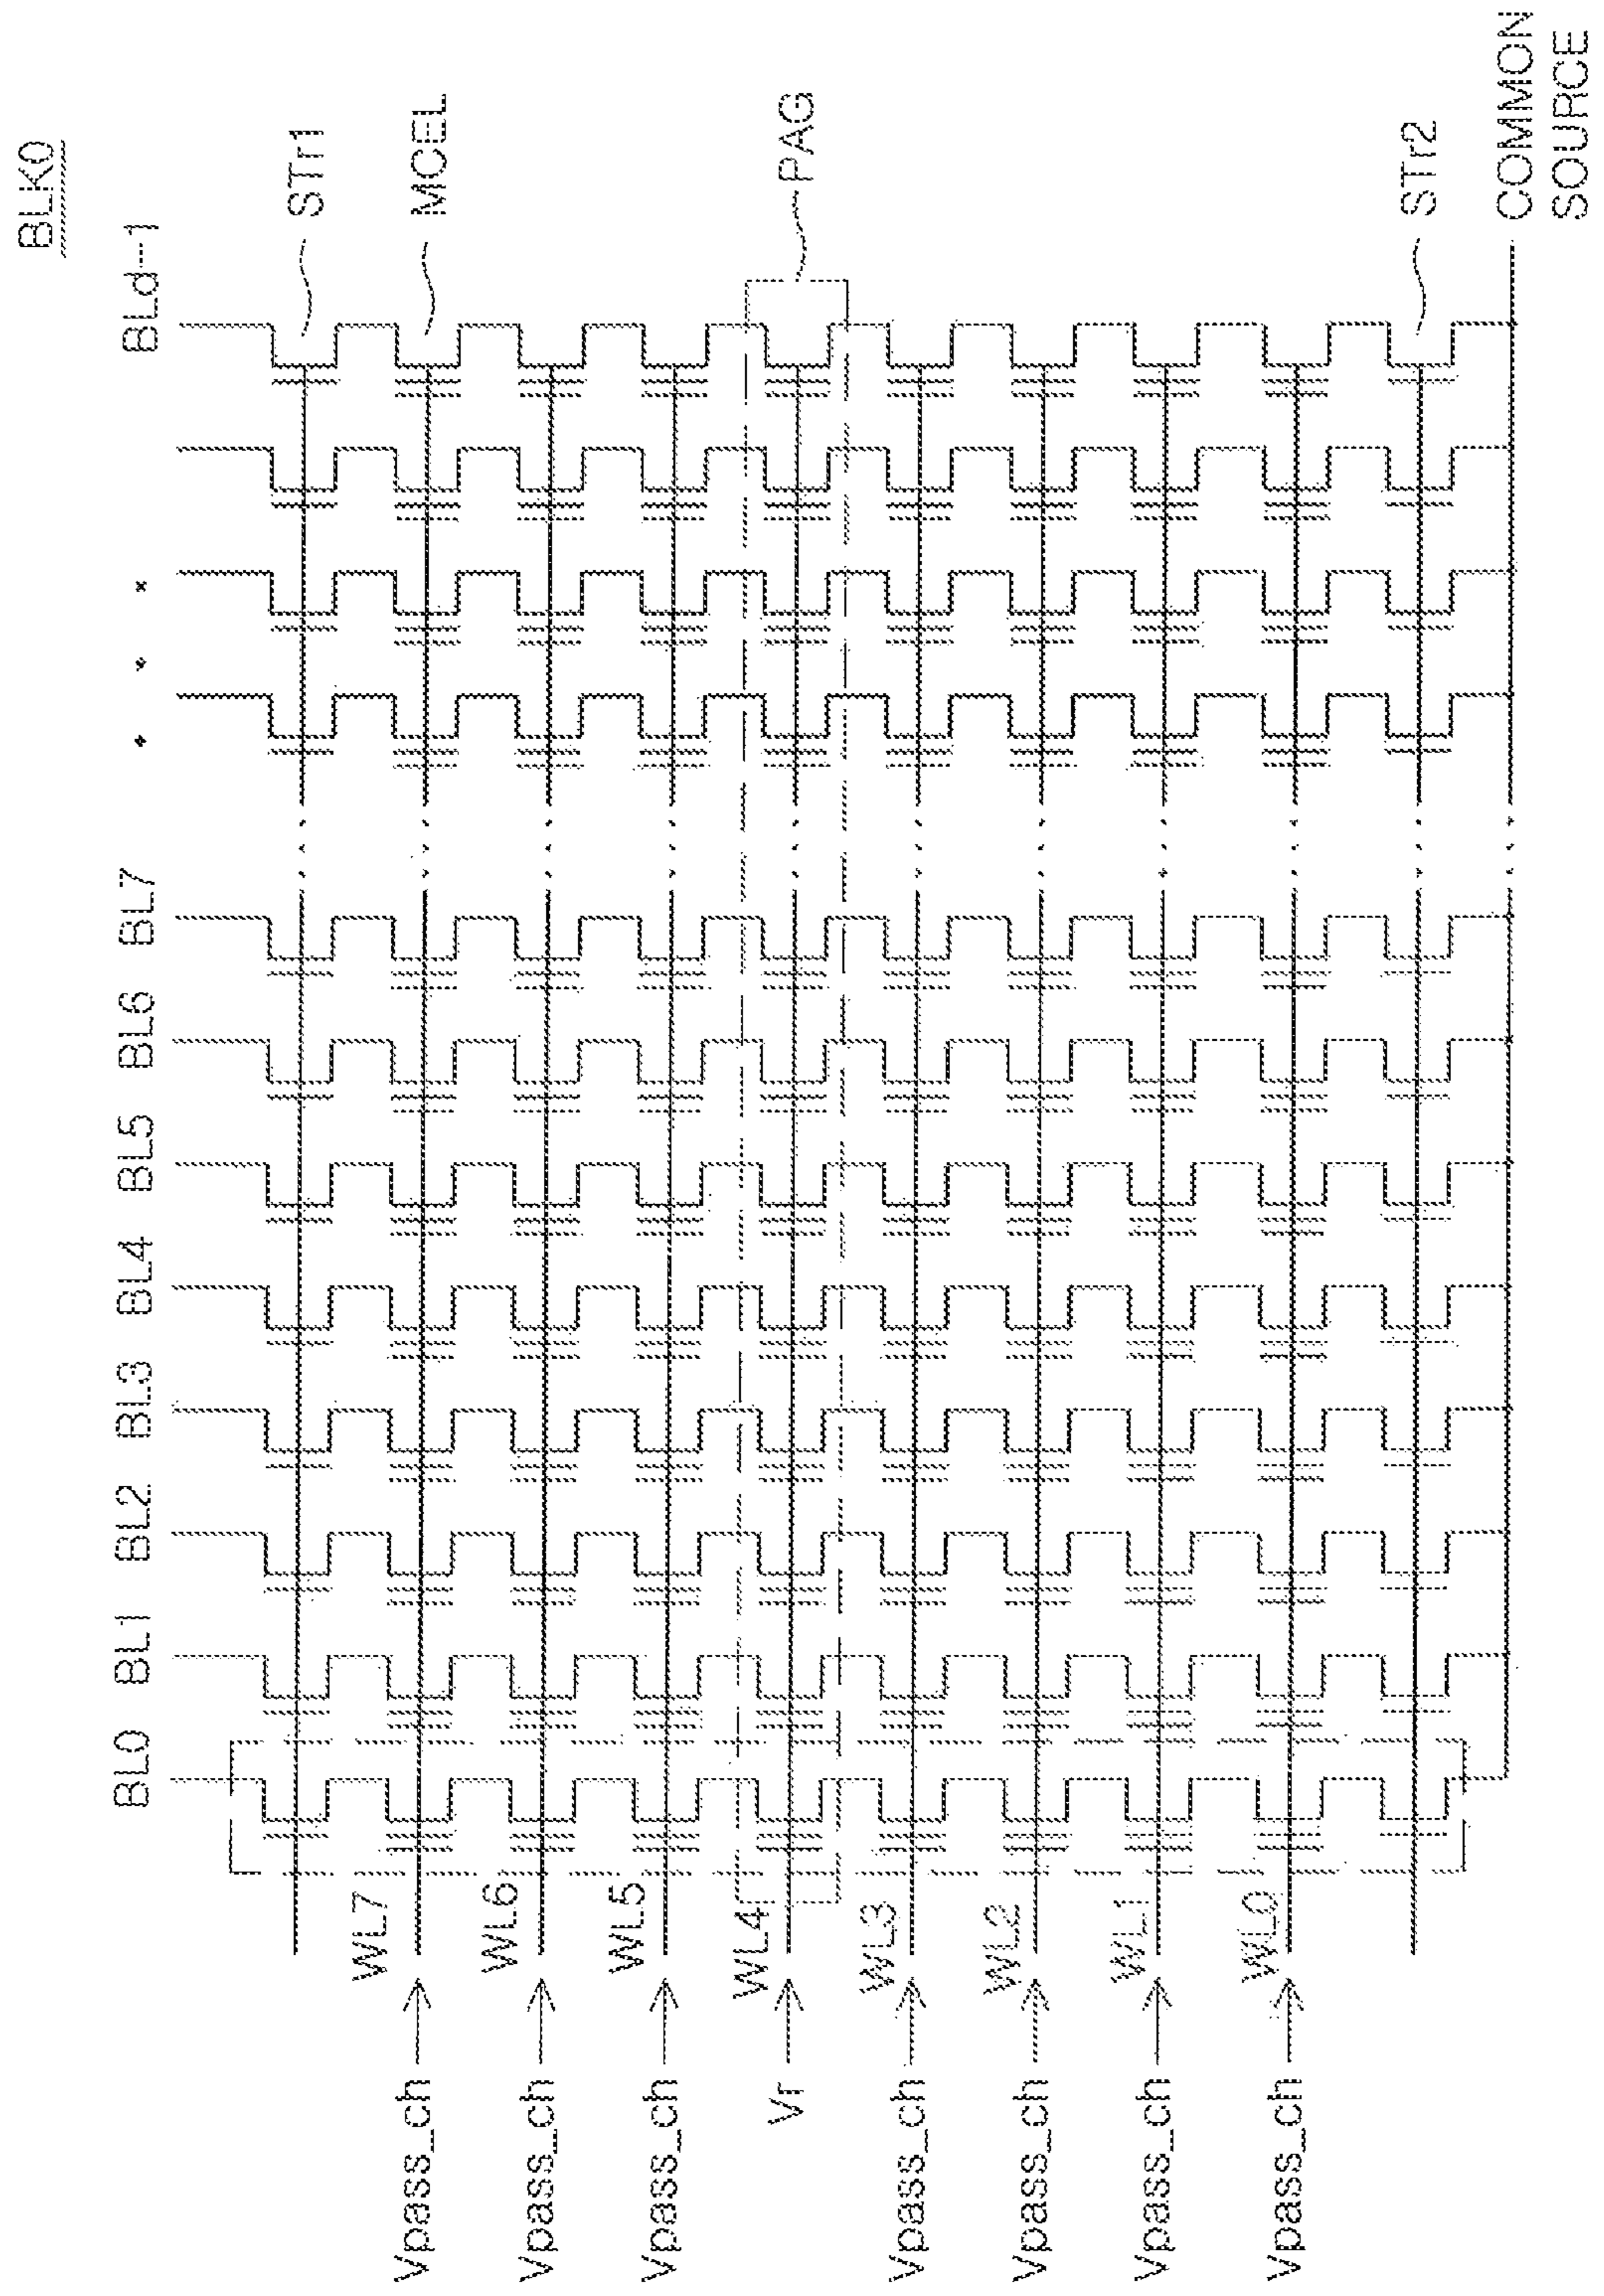 BLK0
BL0
BL1
BL2
BL3
BL4
BL5
BL6
BL7
BLd-1
STr1
Vpass_ch
WL7
MCEL
Vpass_ch
WL6
Vpass_ch
WL5
Vr
WL4
PAG
Vpass_ch
WL3
Vpass_ch
WL2
Vpass_ch
WL1
Vpass_ch
WL0
STr2
COMMON
SOURCE